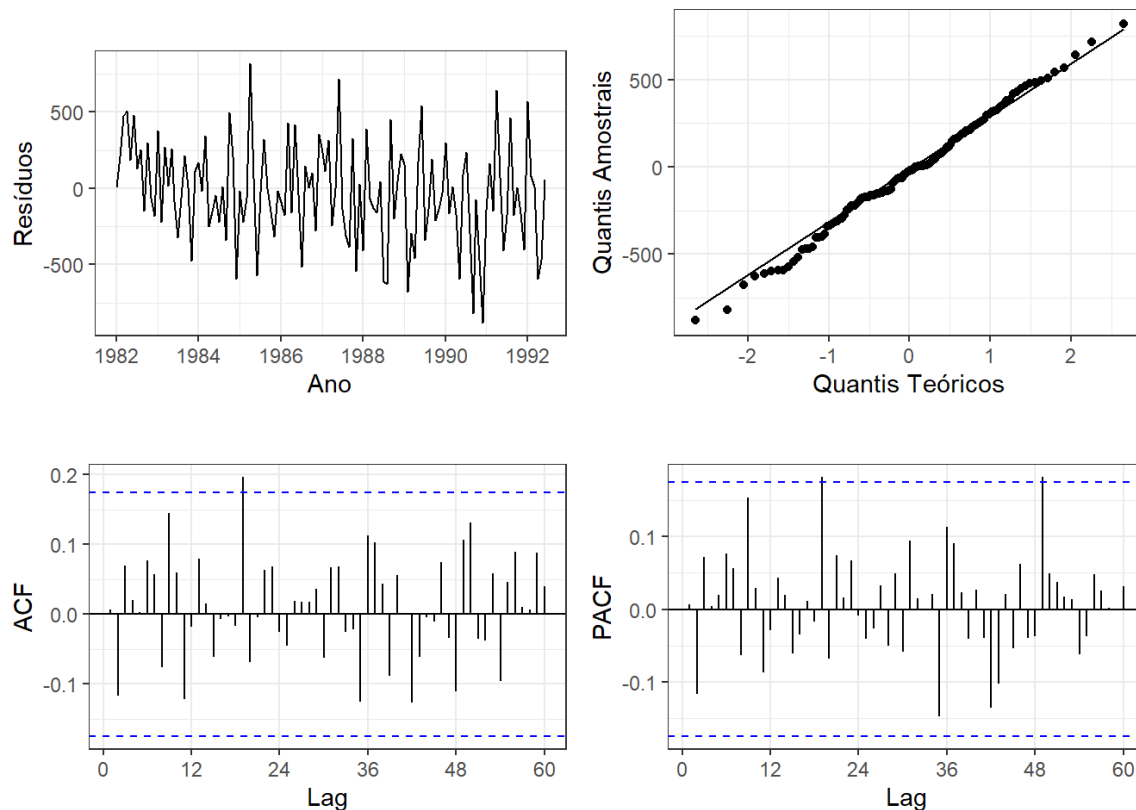 500
0
-500
Resíduos
1982 1984 1986 1988 1990 1992
Ano
500
0
-500
Quantis Amostrais
-2 -1 0 1 2
Quantis Teóricos
0.2
0.1
0.0
-0.1
ACF
0 12 24 36 48 60
Lag
0.1
0.0
-0.1
PACF
0 12 24 36 48 60
Lag